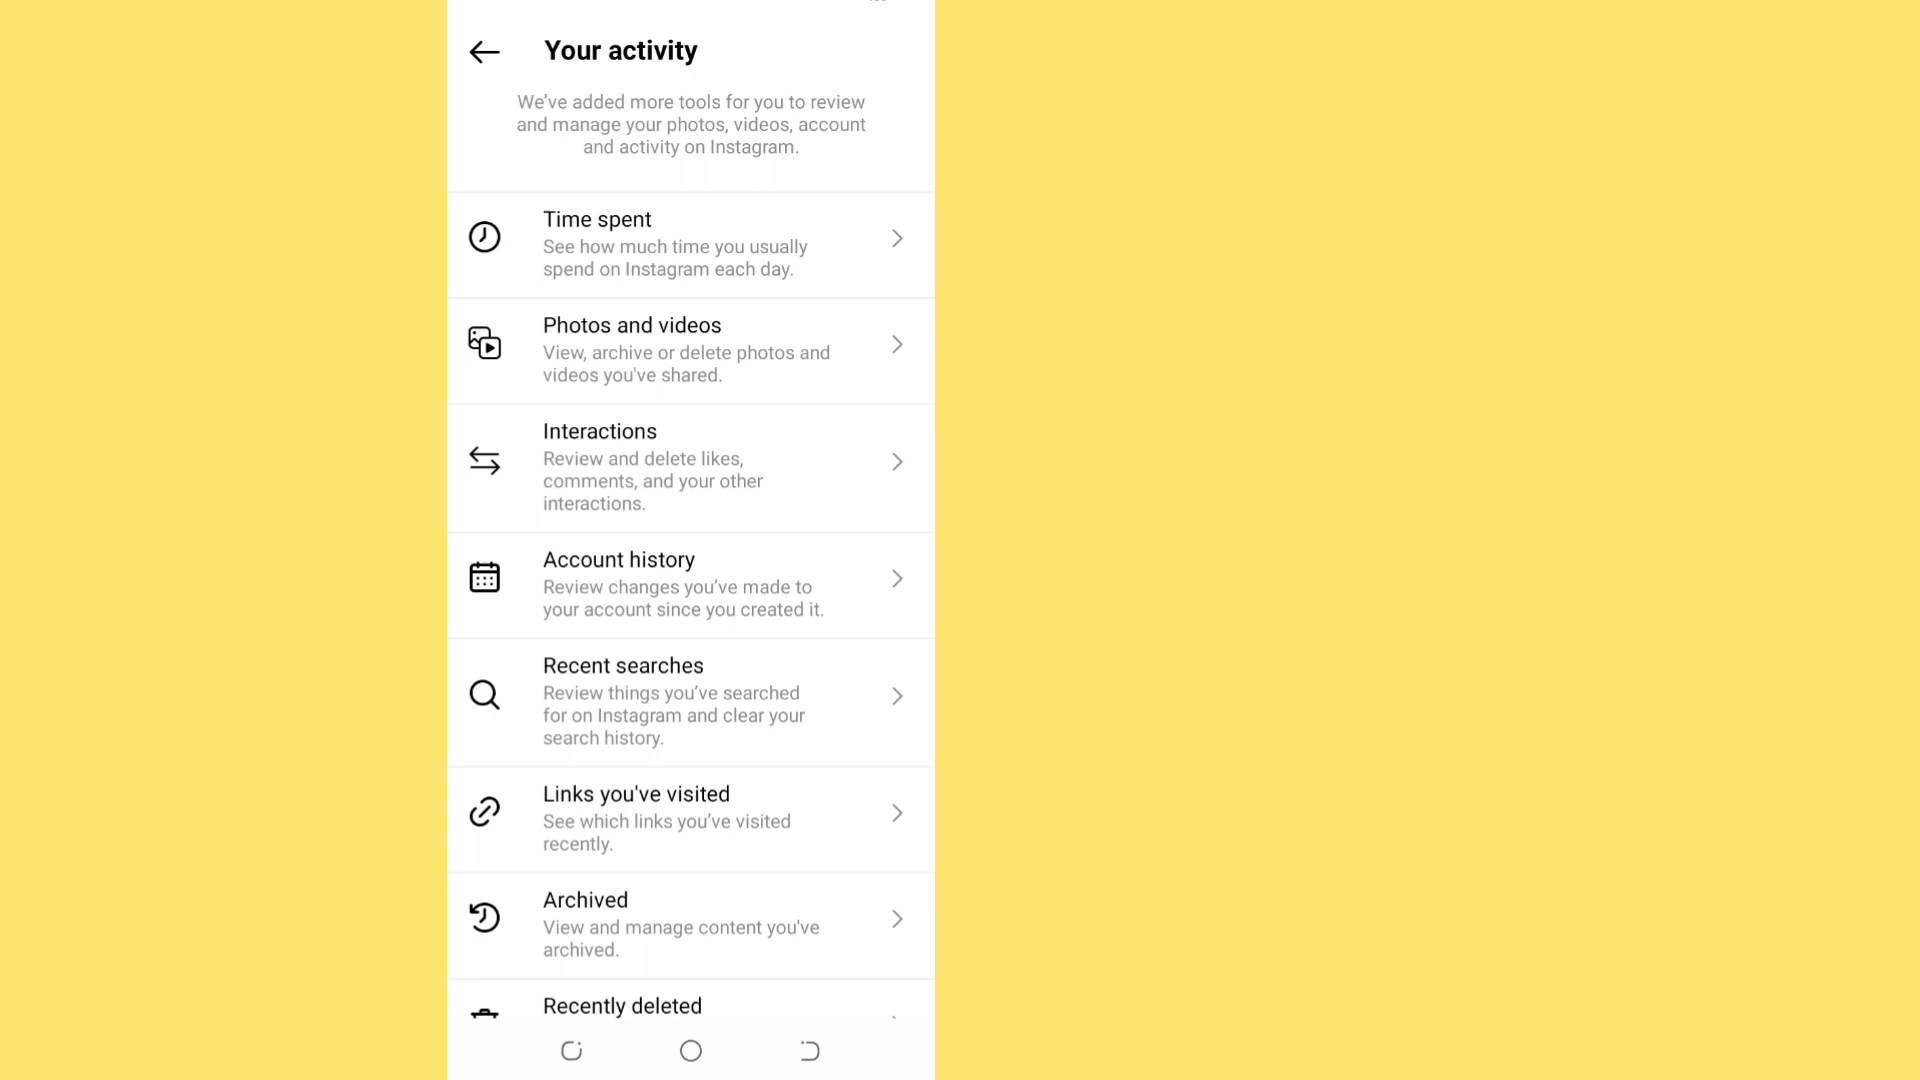 Your activity
We’ve added more tools for you to review
and manage your photos, videos, account
and activity on Instagram.
Time spent
See how much time you usually
spend on Instagram each day.
Photos and videos
View, archive or delete photos and
videos you've shared.
Interactions
Review and delete likes,
comments, and your other
interactions.
Account history
Review changes you’ve made to
your account since you created it.
Recent searches
Review things you’ve searched
for on Instagram and clear your
search history.
Links you've visited
See which links you’ve visited
recently.
Archived
View and manage content you've
archived.
Recently deleted